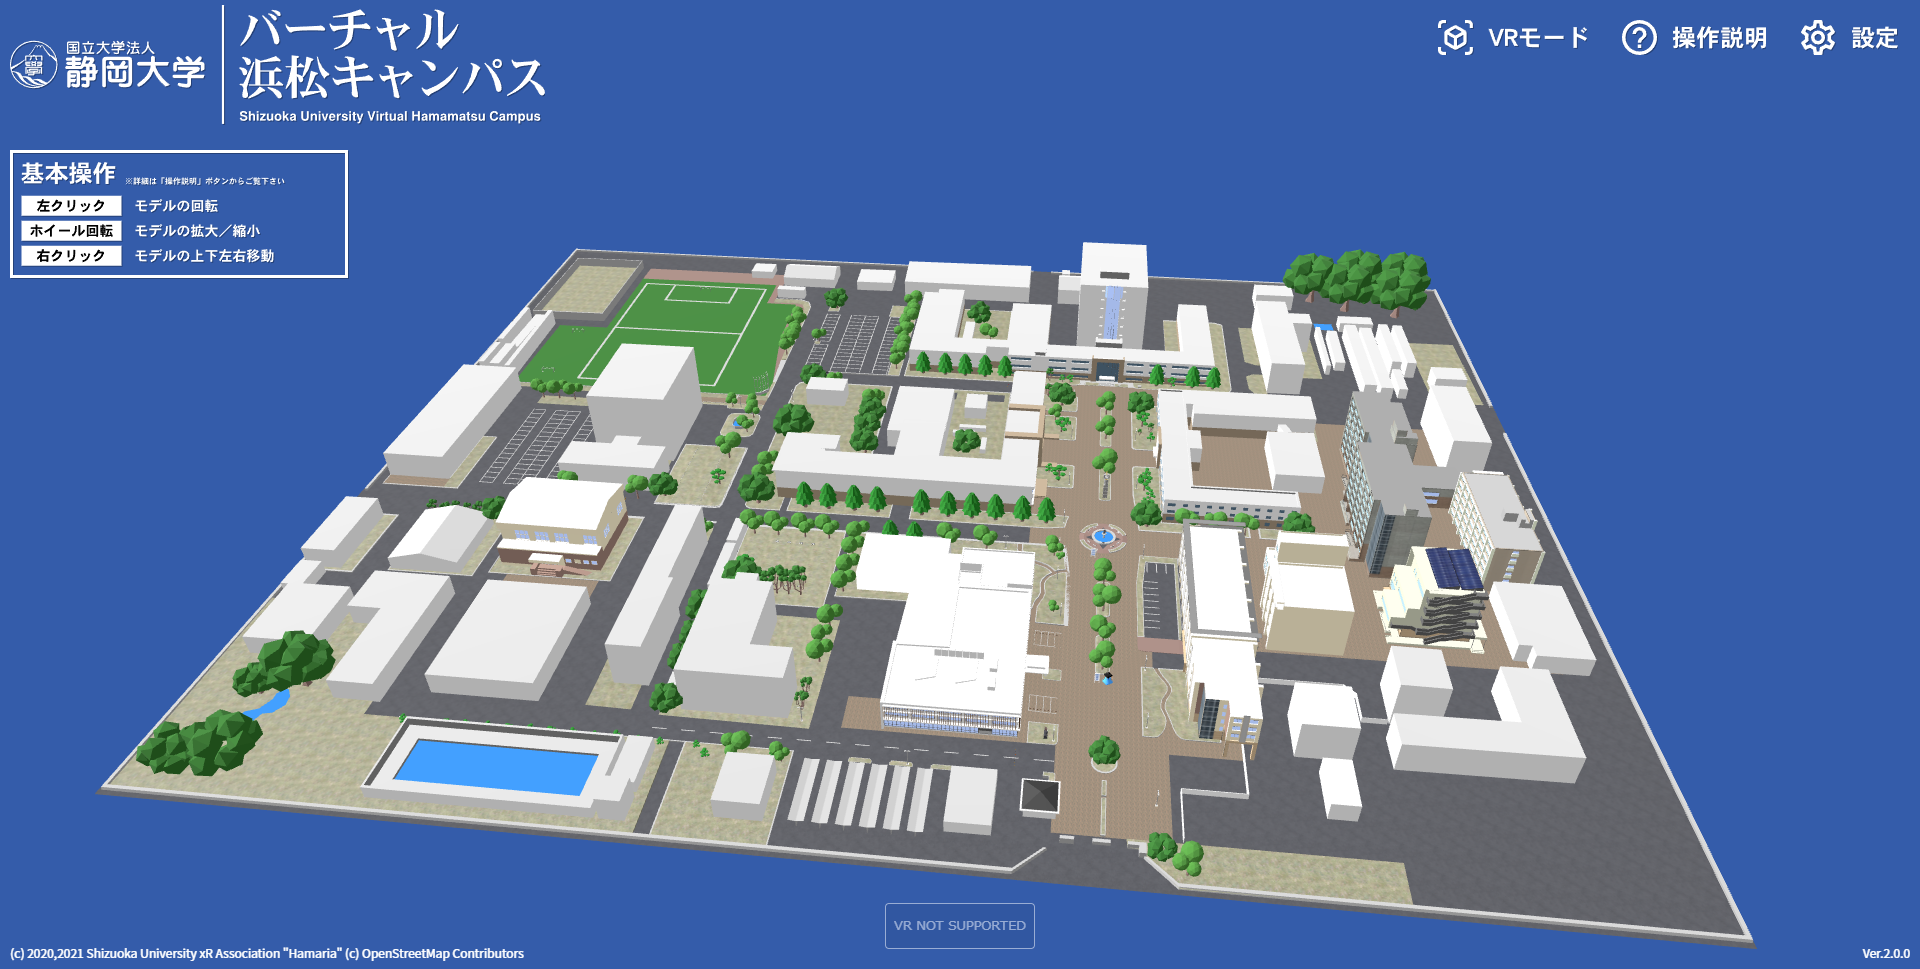 国立大学法人
静岡大学
バーチャル
浜松キャンパス
Shizuoka University Virtual Hamamatsu Campus
VRモード
操作説明
設定
基本操作 ※詳細は「操作説明」ボタンからご覧下さい
左クリック モデルの回転
ホイール回転 モデルの拡大／縮小
右クリック モデルの上下左右移動
VR NOT SUPPORTED
(c) 2020,2021 Shizuoka University xR Association "Hamaria" (c) OpenStreetMap Contributors
Ver.2.0.0